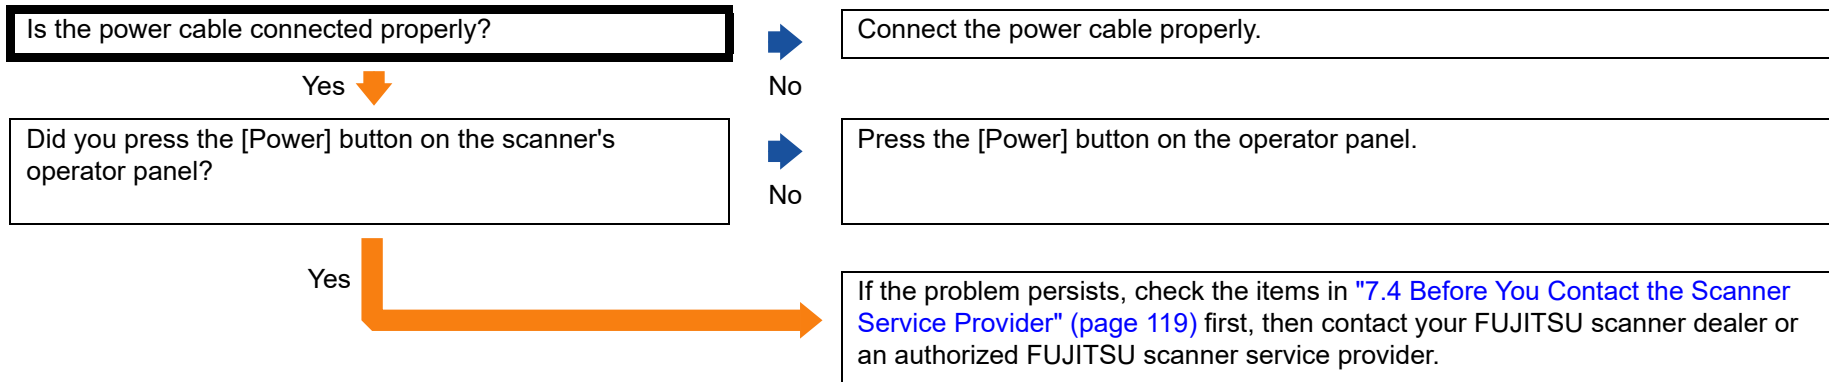 Is the power cable connected properly?
Connect the power cable properly.
Yes
No
Did you press the [Power] button on the scanner's
operator panel?
Press the [Power] button on the operator panel.
No
Yes
If the problem persists, check the items in "7.4 Before You Contact the Scanner
Service Provider" (page 119) first, then contact your FUJITSU scanner dealer or
an authorized FUJITSU scanner service provider.